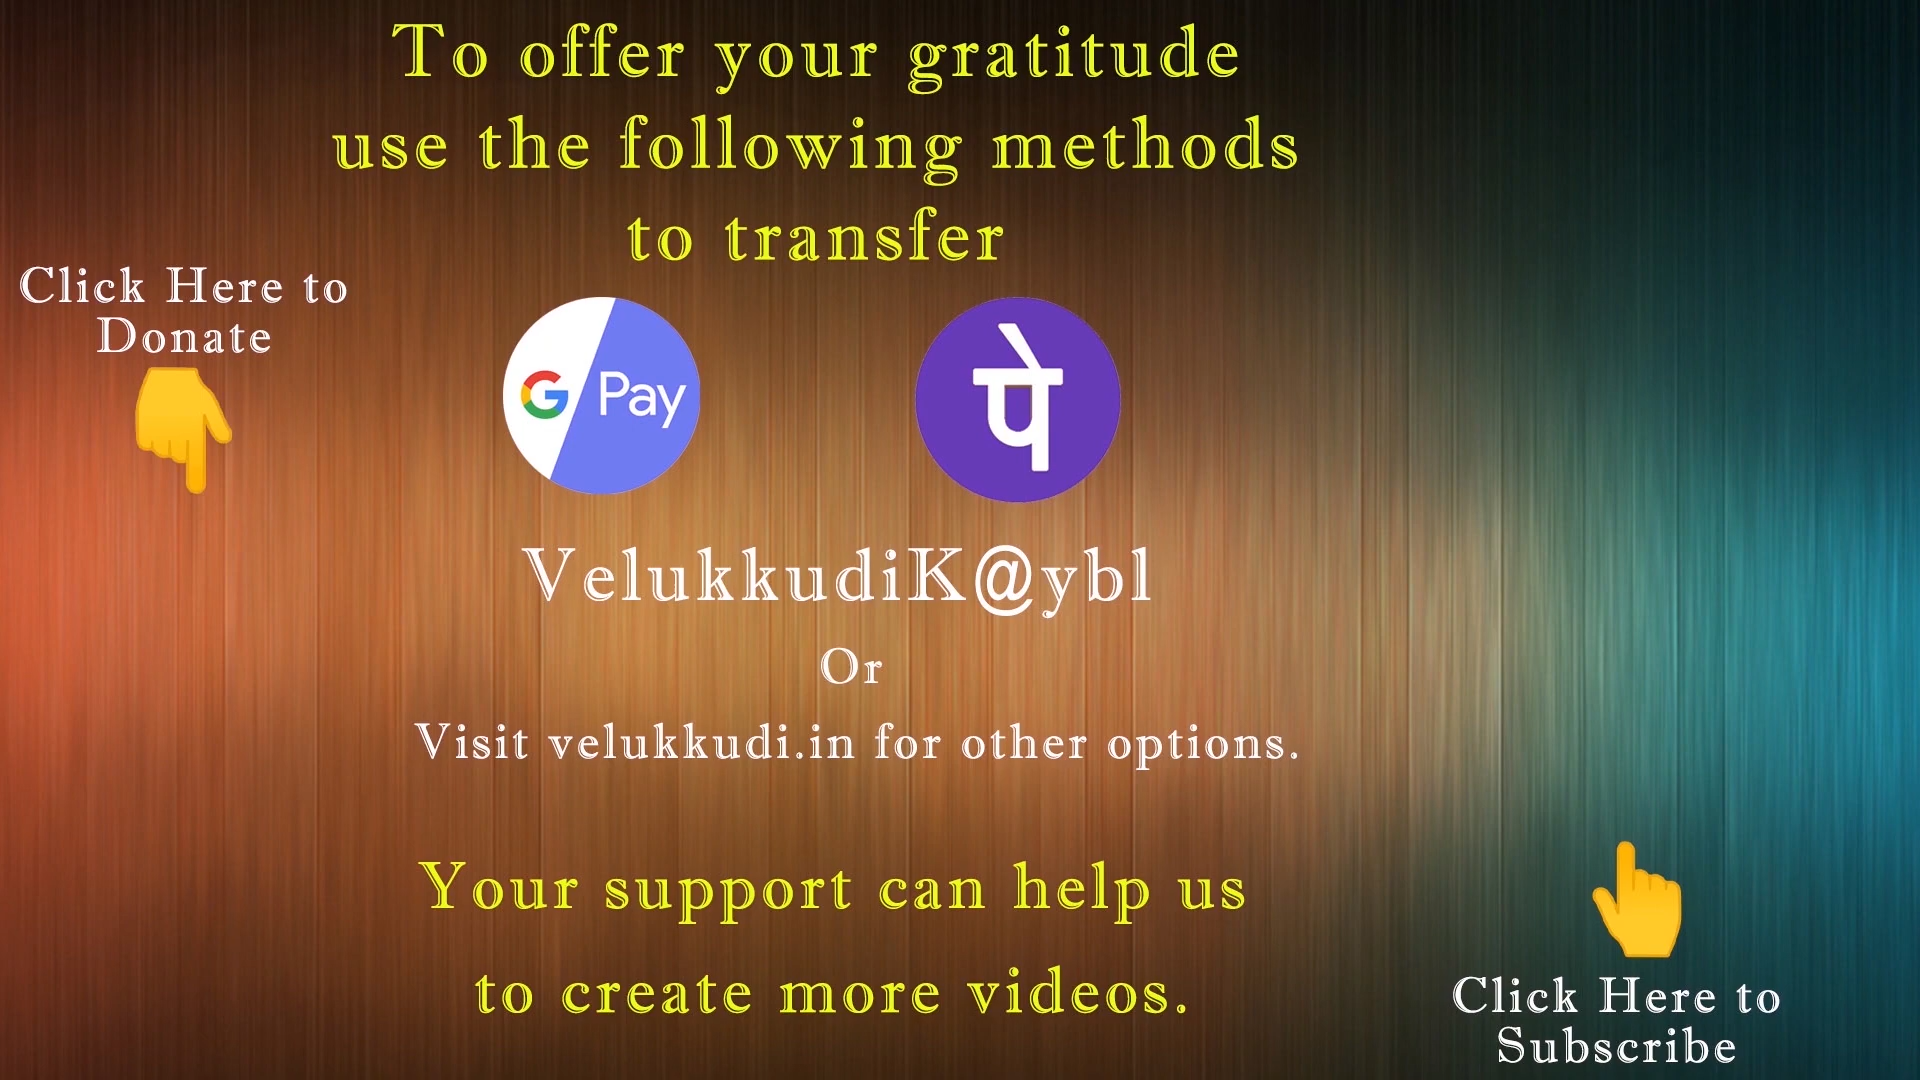 To offer your gratitude
use the following methods
to transfer
Click Here to
Donate
G Pay
पे
VelukkudiK@ybl
Or
Visit velukkudi.in for other options.
Your support can help us
to create more videos.
Click Here to
Subscribe